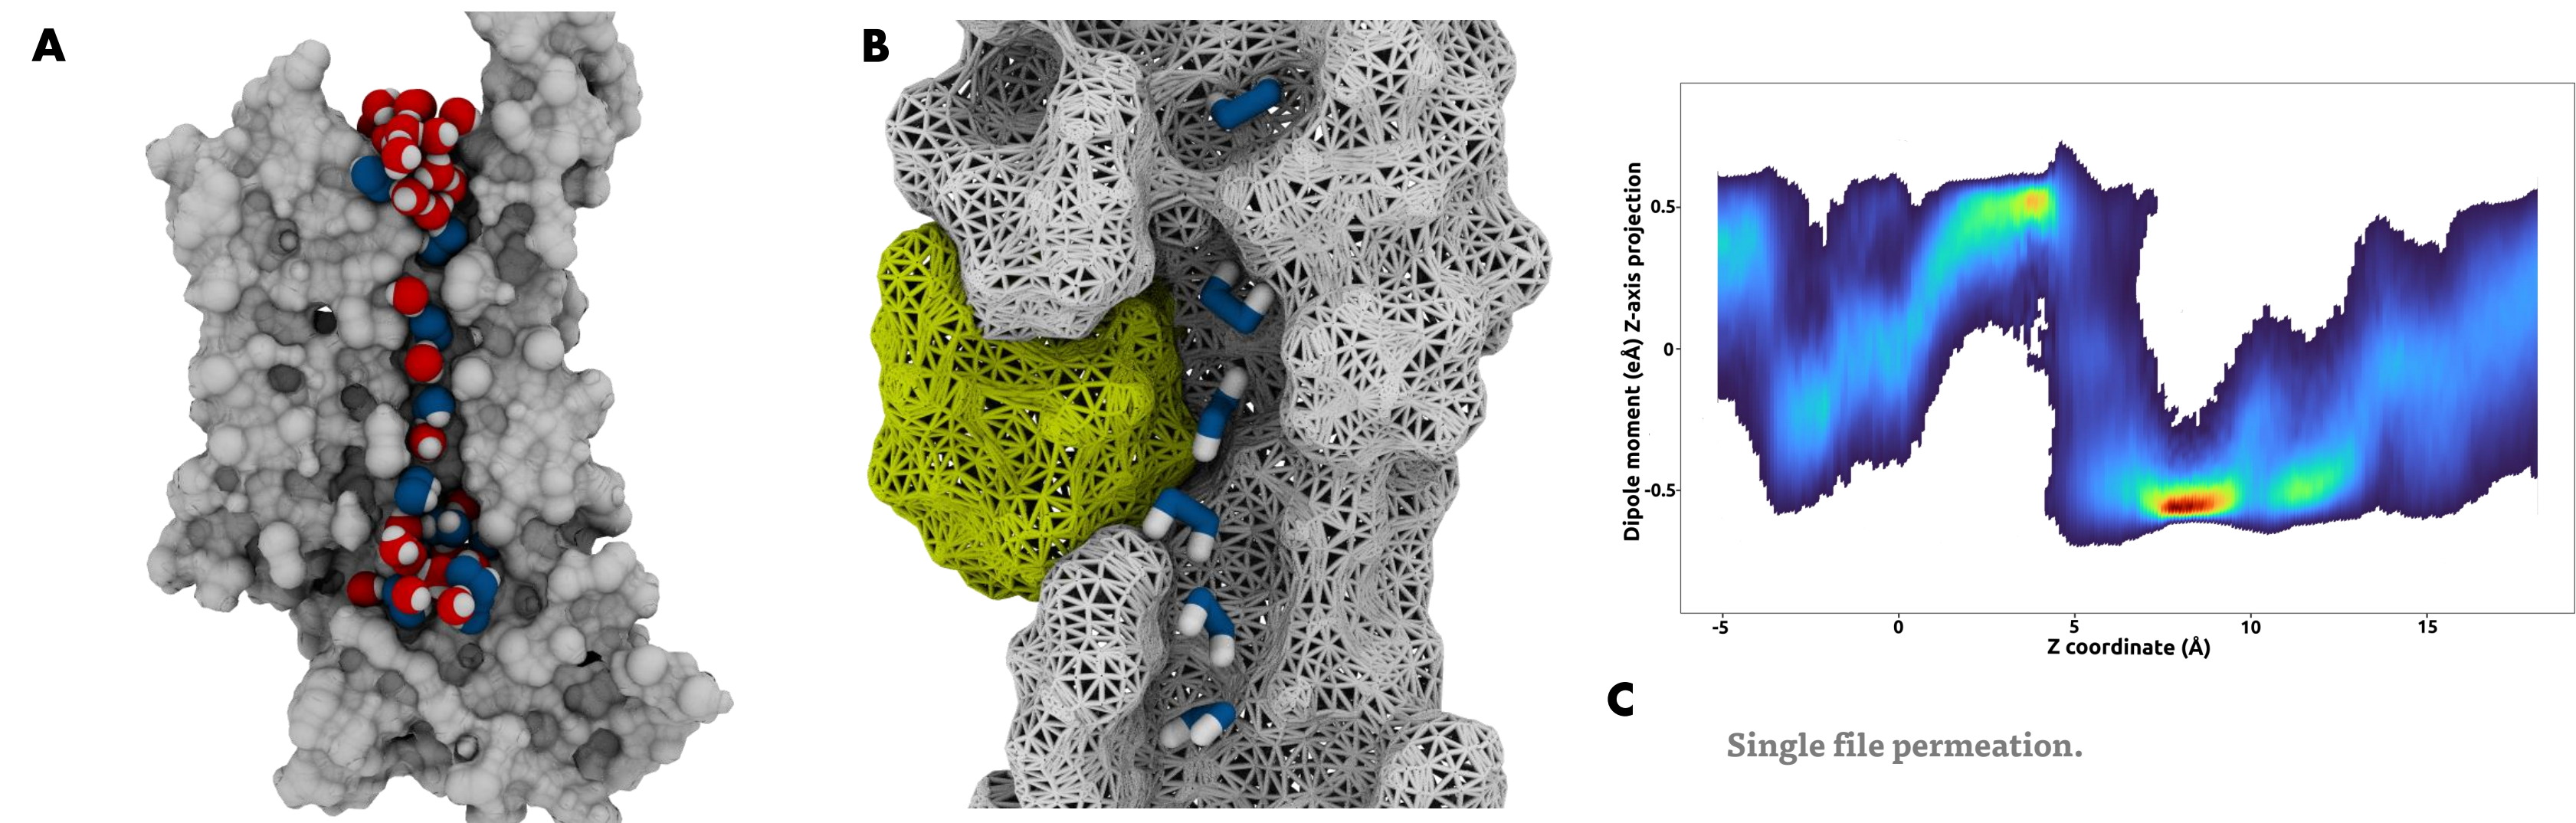 A
B
Dipole moment (eÅ) Z-axis projection
0.5
0
-0.5
-5
0
5
10
15
Z coordinate (Å)
C
Single file permeation.